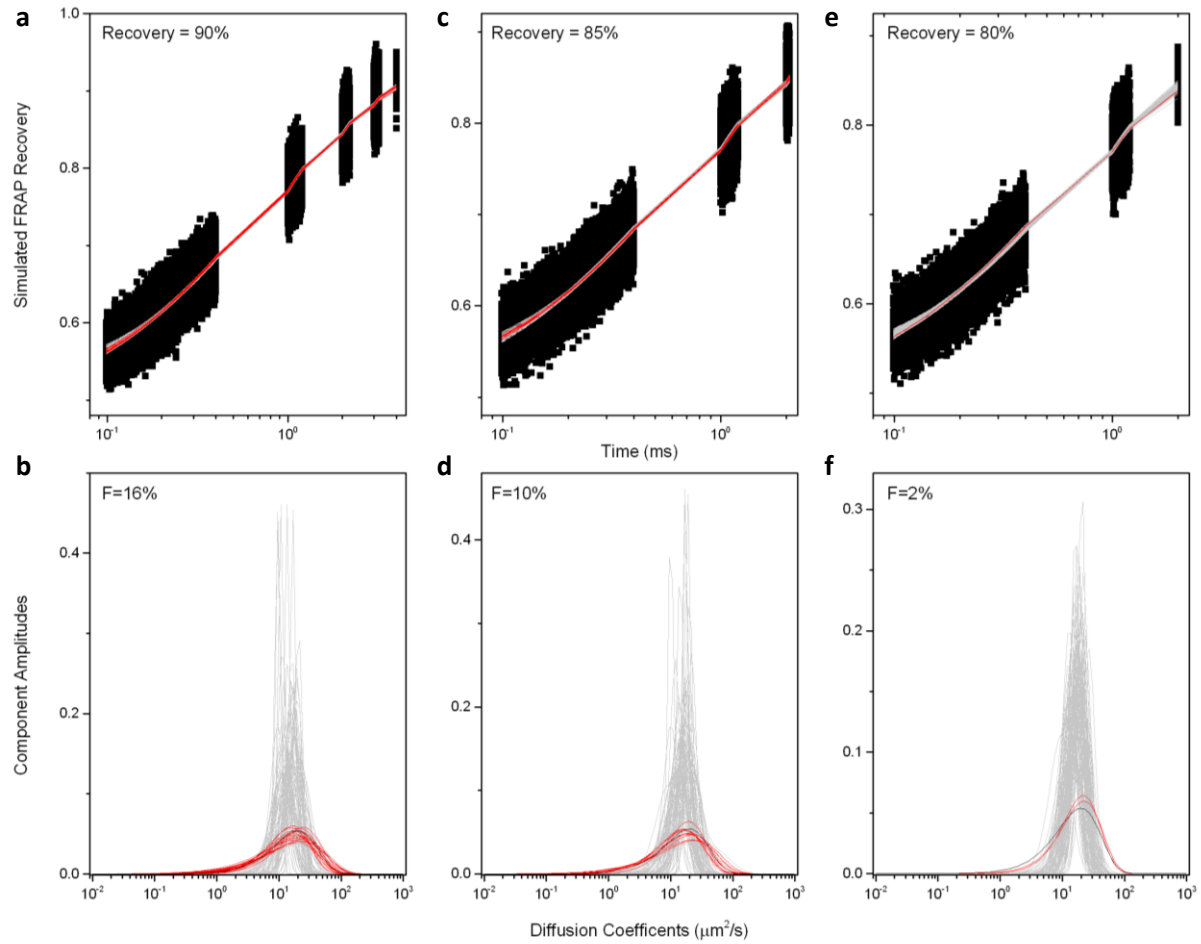 a
c
e
Recovery = 90%
Recovery = 85%
Recovery = 80%
1.0
0.8
0.6
0.8
0.6
0.8
0.6
Simulated FRAP Recovery
10⁻¹
10⁰
10⁻¹
10⁰
10⁻¹
10⁰
Time (ms)
b
d
f
F=16%
F=10%
F=2%
0.4
0.2
0.0
0.4
0.2
0.0
0.3
0.2
0.1
0.0
Component Amplitudes
10⁻²
10⁻¹
10⁰
10¹
10²
10³
10⁻²
10⁻¹
10⁰
10¹
10²
10³
10⁻²
10⁻¹
10⁰
10¹
10²
10³
Diffusion Coefficents (μm²/s)